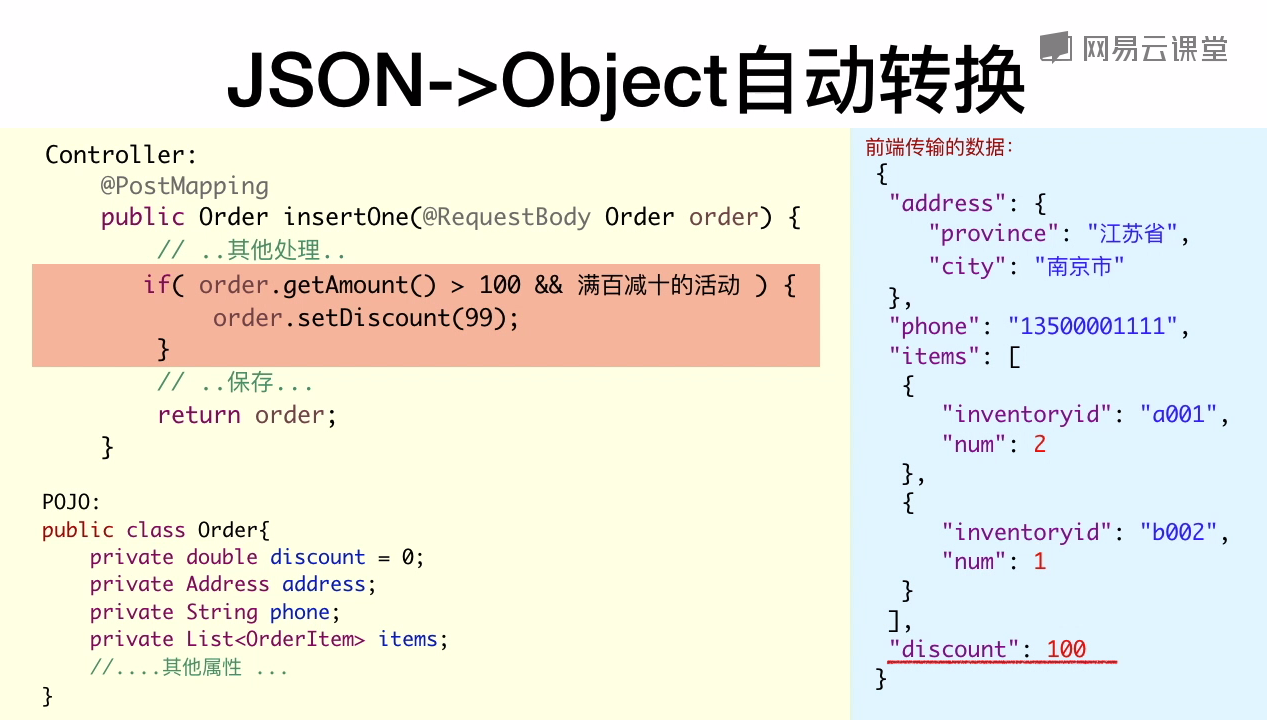 网易云课堂
JSON->Object自动转换
Controller:
@PostMapping
public Order insertOne(@RequestBody Order order) {
// ..其他处理..
if( order.getAmount() > 100 && 满百减十的活动 ) {
order.setDiscount(99);
}
// ..保存...
return order;
}
POJO:
public class Order{
private double discount = 0;
private Address address;
private String phone;
private List<OrderItem> items;
//....其他属性 ...
}
前端传输的数据:
{
"address": {
"province": "江苏省",
"city": "南京市"
},
"phone": "13500001111",
"items": [
{
"inventoryid": "a001",
"num": 2
},
{
"inventoryid": "b002",
"num": 1
}
],
"discount": 100
}